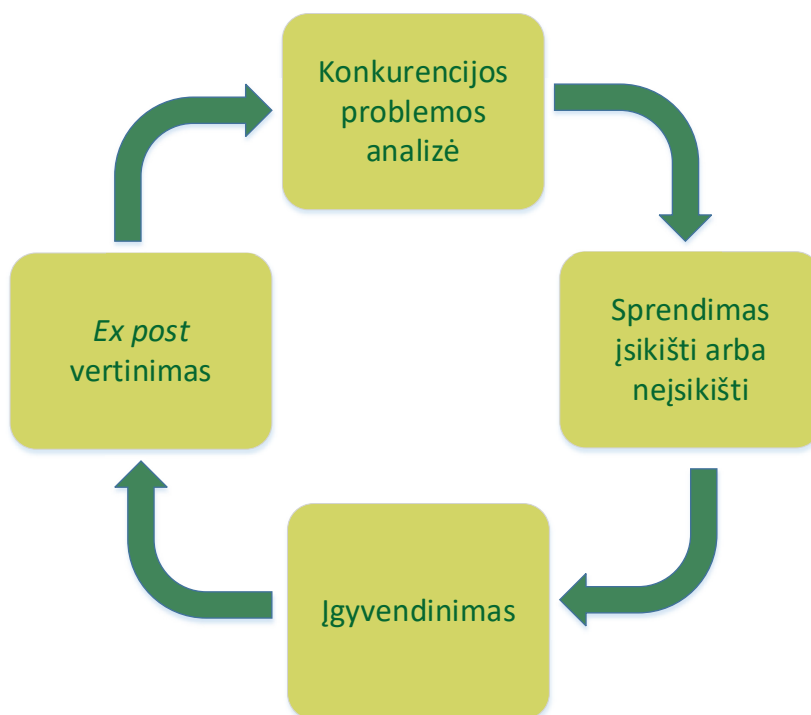 Konkurencijos
problemos
analizė
Sprendimas
įsikišti arba
neįsikišti
Įgyvendinimas
Ex post
vertinimas